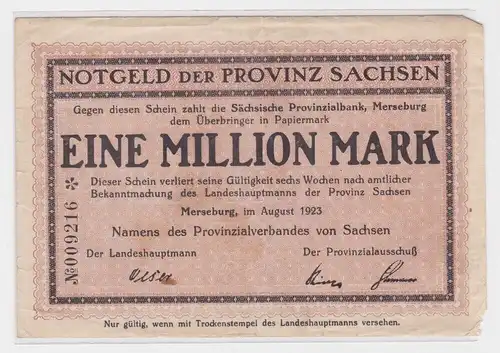 NOTGELD DER PROVINZ SACHSEN
Gegen diesen Schein zahlt die Sächsische Provinzialbank, Merseburg
dem Überbringer in Papiermark
EINE MILLION MARK
Dieser Schein verliert seine Gültigkeit sechs Wochen nach amtlicher
Bekanntmachung des Landeshauptmanns der Provinz Sachsen
Merseburg, im August 1923
Namens des Provinzialverbandes von Sachsen
Der Landeshauptmann Der Provinzialausschuß
Nur gültig, wenn mit Trockenstempel des Landeshauptmanns versehen.
№ 009216 *